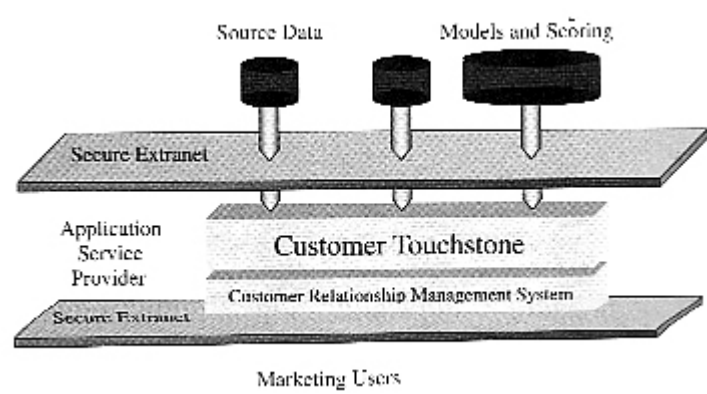 Source Data
Models and Scoring
Secure Extranet
Application
Service
Provider
Customer Touchstone
Customer Relationship Management System
Secure Extranet
Marketing Users